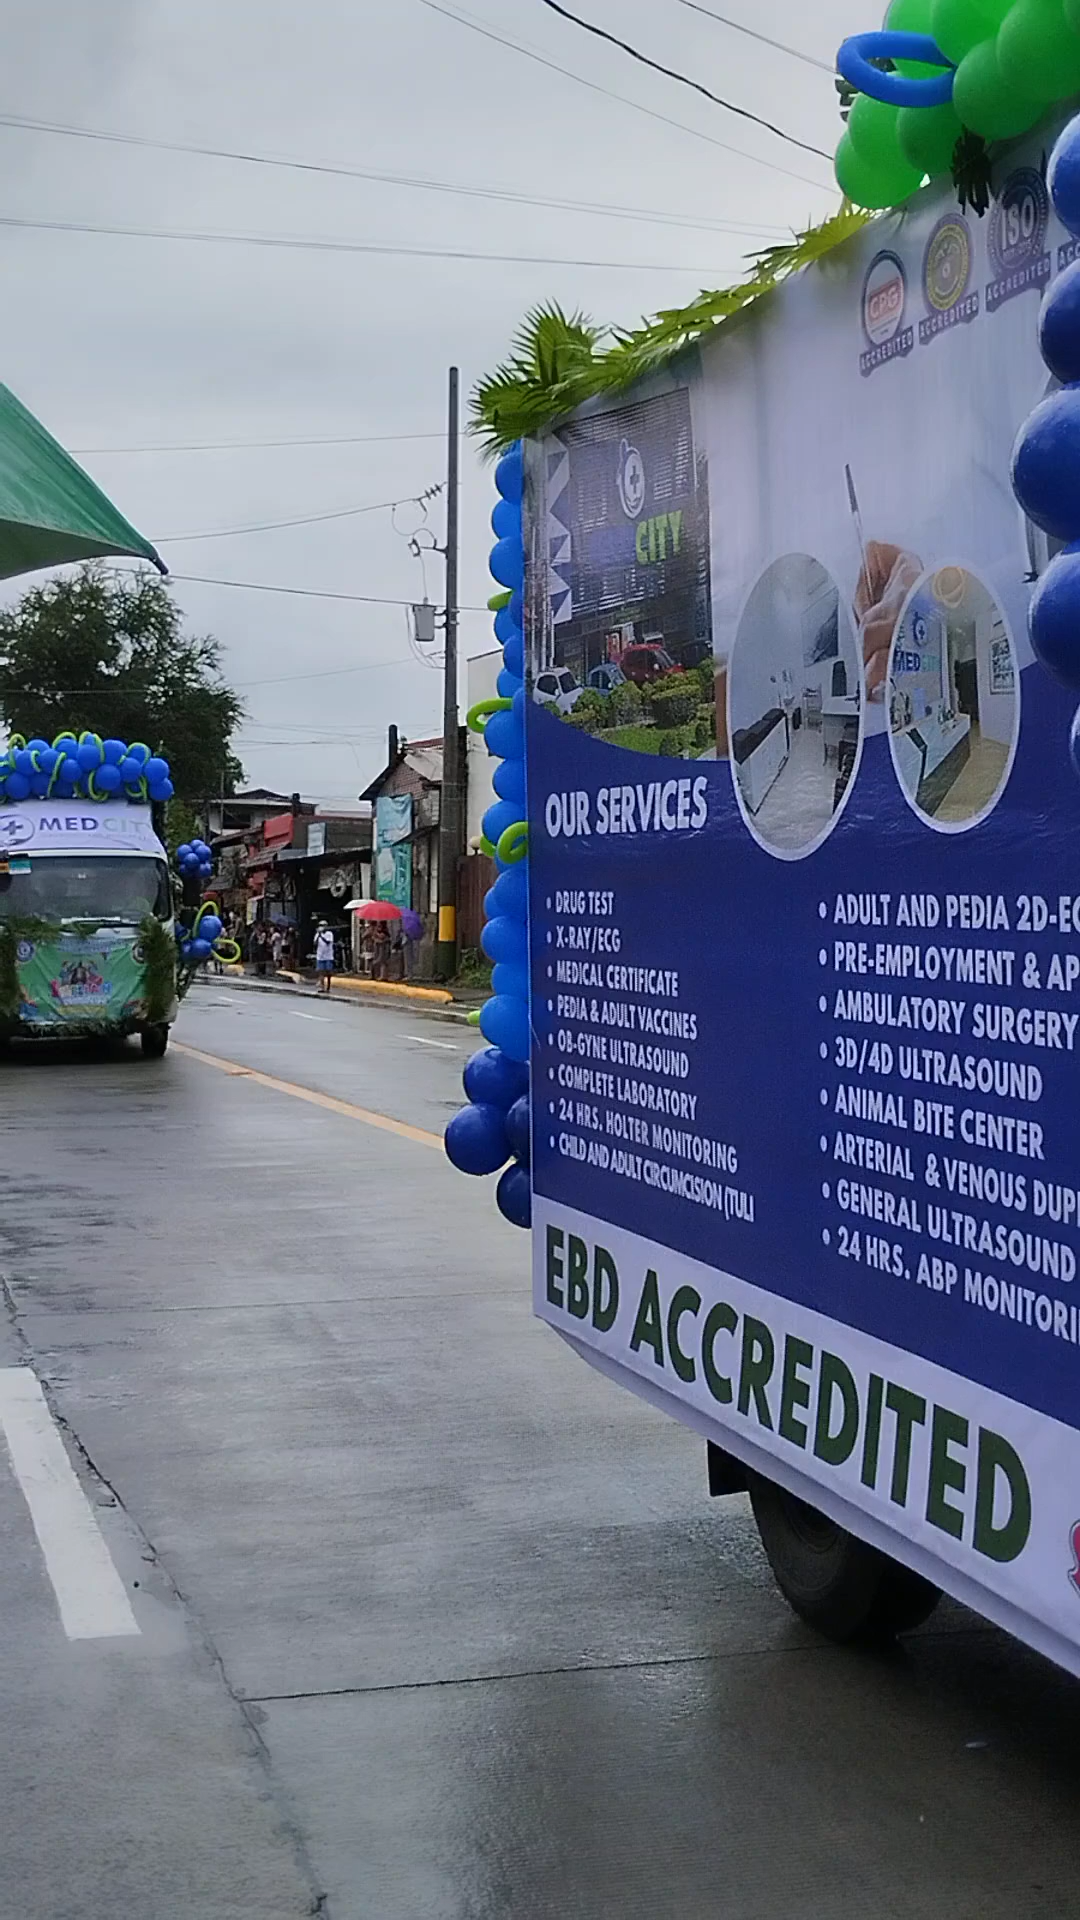 ISO
ACCREDITED
ACCREDITED
CPG
ACCREDITED
CITY
MED
MEDCITY
OUR SERVICES
• DRUG TEST
• X-RAY/ECG
• MEDICAL CERTIFICATE
• PEDIA & ADULT VACCINES
• OB-GYNE ULTRASOUND
• COMPLETE LABORATORY
• 24 HRS. HOLTER MONITORING
• CHILD AND ADULT CIRCUMCISION (TULI
• ADULT AND PEDIA 2D-EC
• PRE-EMPLOYMENT & AP
• AMBULATORY SURGERY
• 3D/4D ULTRASOUND
• ANIMAL BITE CENTER
• ARTERIAL & VENOUS DUP
• GENERAL ULTRASOUND
• 24 HRS. ABP MONITORI
EBD ACCREDITED